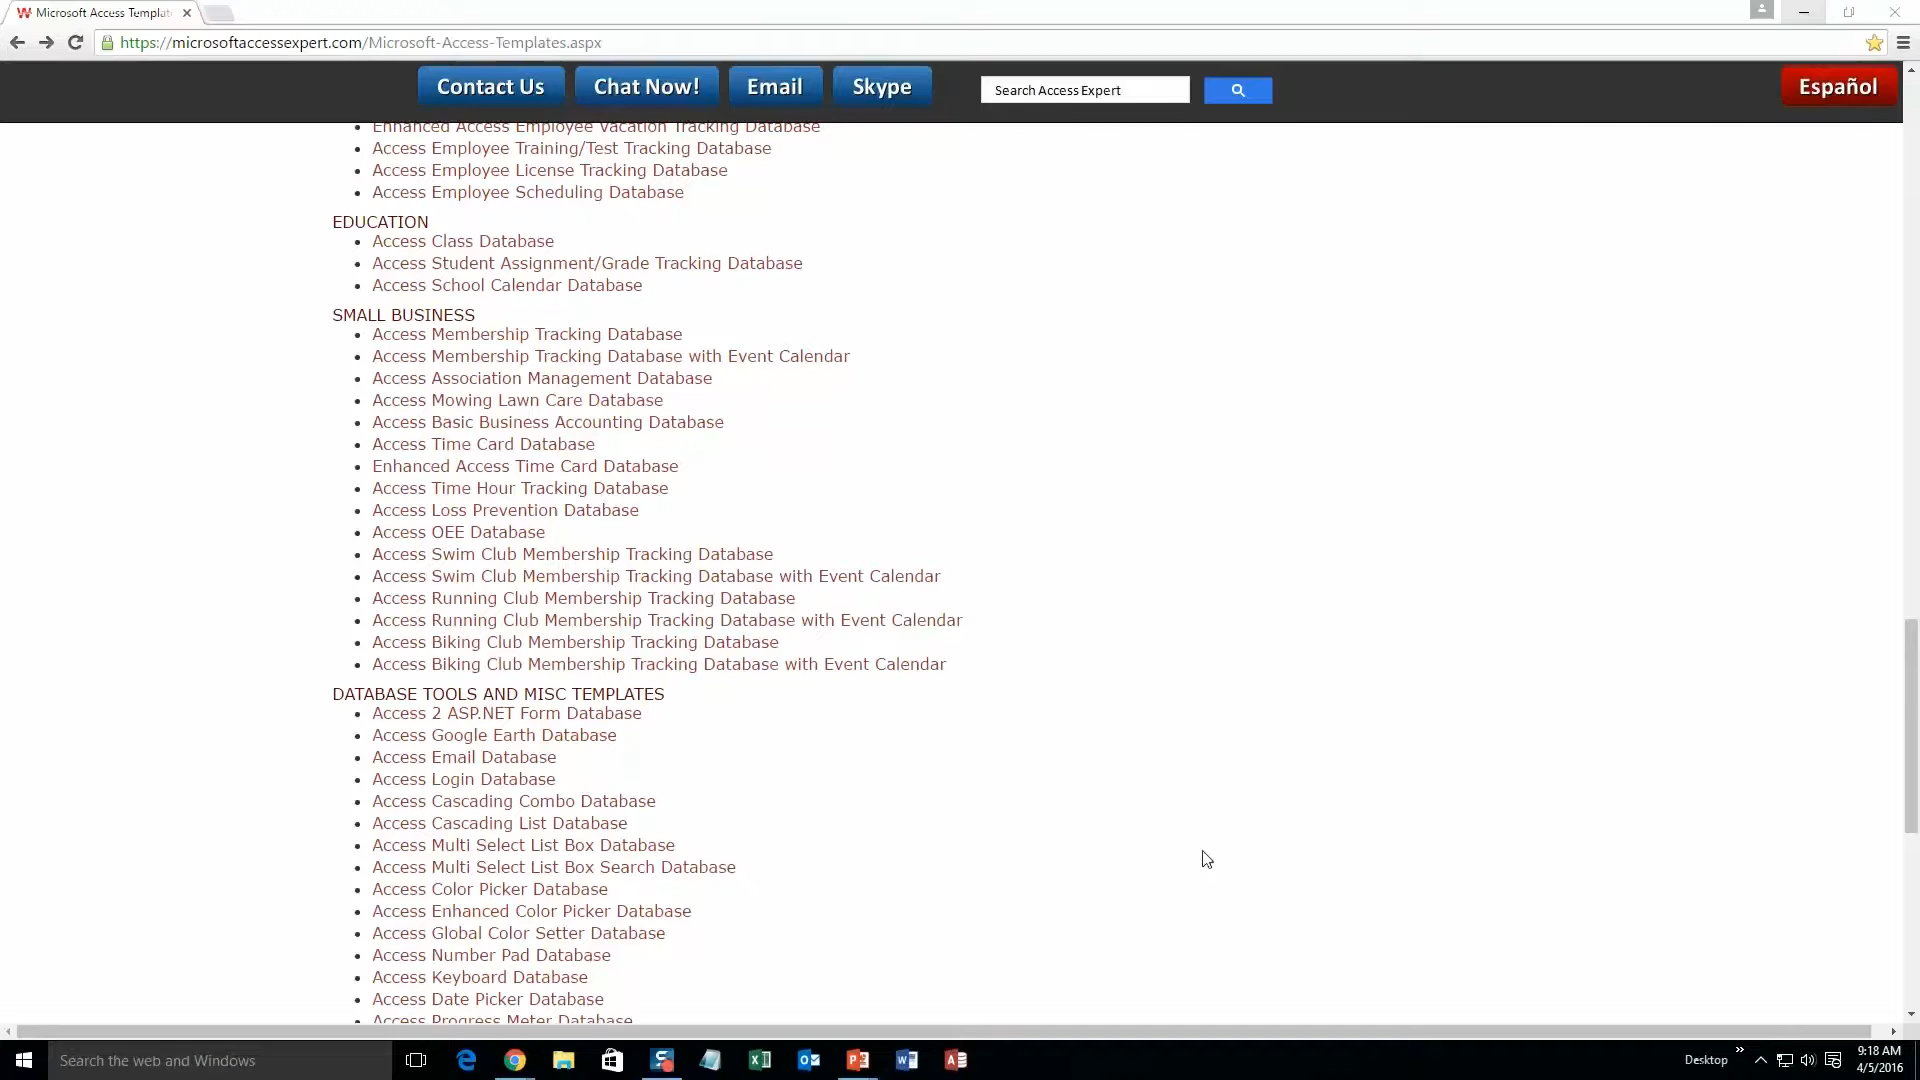 Microsoft Access Templat
https://microsoftaccessexpert.com/Microsoft-Access-Templates.aspx
Contact Us
Chat Now!
Email
Skype
Search Access Expert
Español
Enhanced Access Employee Vacation Tracking Database
Access Employee Training/Test Tracking Database
Access Employee License Tracking Database
Access Employee Scheduling Database
EDUCATION
Access Class Database
Access Student Assignment/Grade Tracking Database
Access School Calendar Database
SMALL BUSINESS
Access Membership Tracking Database
Access Membership Tracking Database with Event Calendar
Access Association Management Database
Access Mowing Lawn Care Database
Access Basic Business Accounting Database
Access Time Card Database
Enhanced Access Time Card Database
Access Time Hour Tracking Database
Access Loss Prevention Database
Access OEE Database
Access Swim Club Membership Tracking Database
Access Swim Club Membership Tracking Database with Event Calendar
Access Running Club Membership Tracking Database
Access Running Club Membership Tracking Database with Event Calendar
Access Biking Club Membership Tracking Database
Access Biking Club Membership Tracking Database with Event Calendar
DATABASE TOOLS AND MISC TEMPLATES
Access 2 ASP.NET Form Database
Access Google Earth Database
Access Email Database
Access Login Database
Access Cascading Combo Database
Access Cascading List Database
Access Multi Select List Box Database
Access Multi Select List Box Search Database
Access Color Picker Database
Access Enhanced Color Picker Database
Access Global Color Setter Database
Access Number Pad Database
Access Keyboard Database
Access Date Picker Database
Access Progress Meter Database
Search the web and Windows
Desktop
9:18 AM
4/5/2016